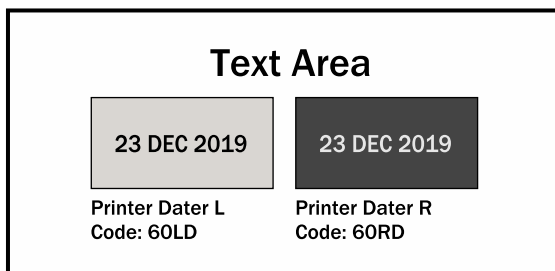 Text Area
23 DEC 2019
23 DEC 2019
Printer Dater L
Code: 60LD
Printer Dater R
Code: 60RD